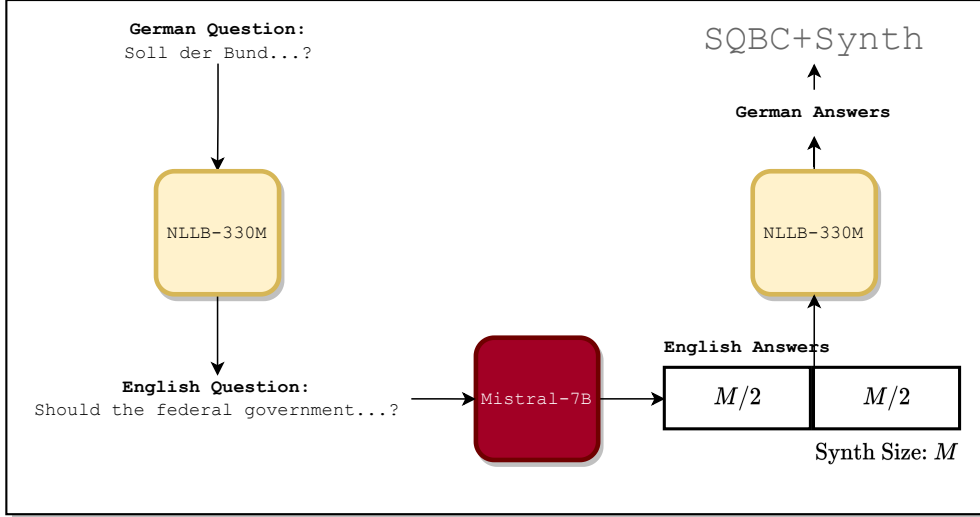 German Question:
Soll der Bund...?
NLLB-330M
English Question:
Should the federal government...?
Mistral-7B
English Answers
M/2
M/2
Synth Size: M
NLLB-330M
German Answers
SQBC+Synth